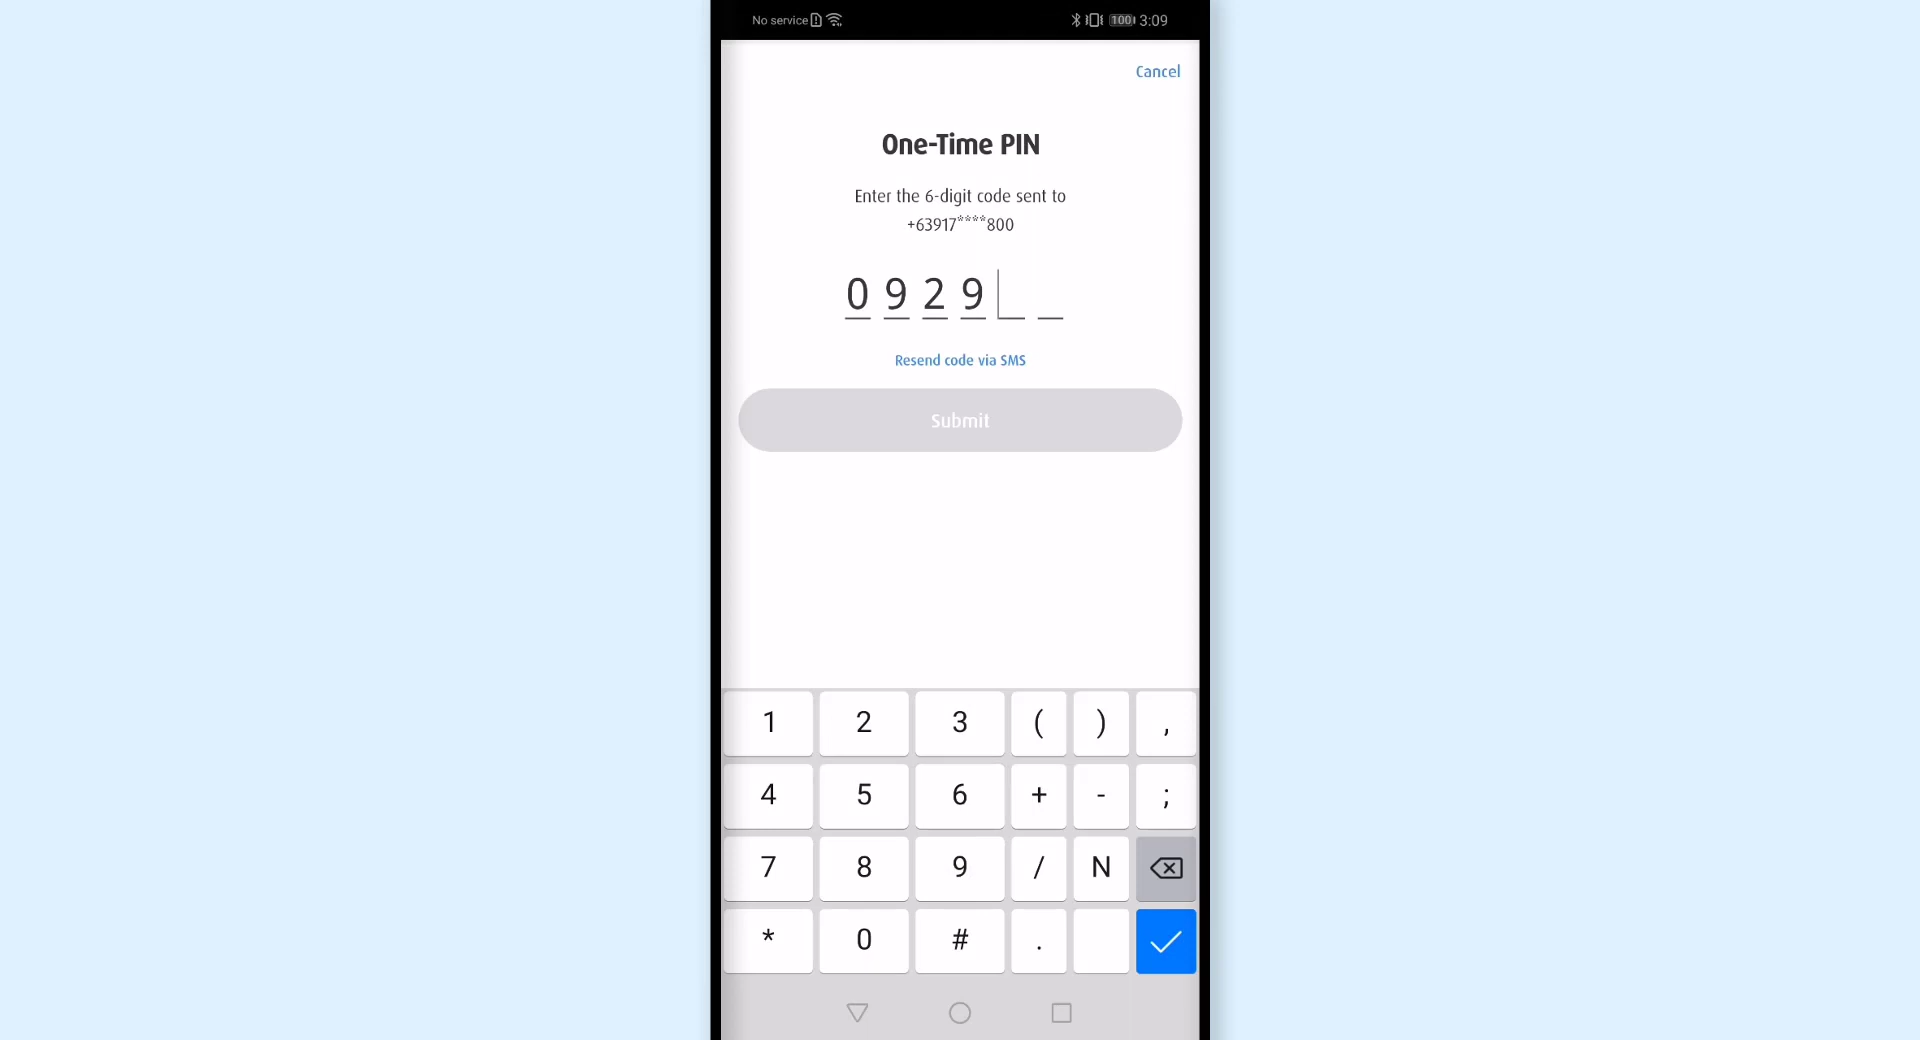 No service 100 3:09
Cancel
One-Time PIN
Enter the 6-digit code sent to
+63917****800
0 9 2 9 _ _
Resend code via SMS
Submit
1 2 3 ( ) ,
4 5 6 + - ;
7 8 9 / N
* 0 # .